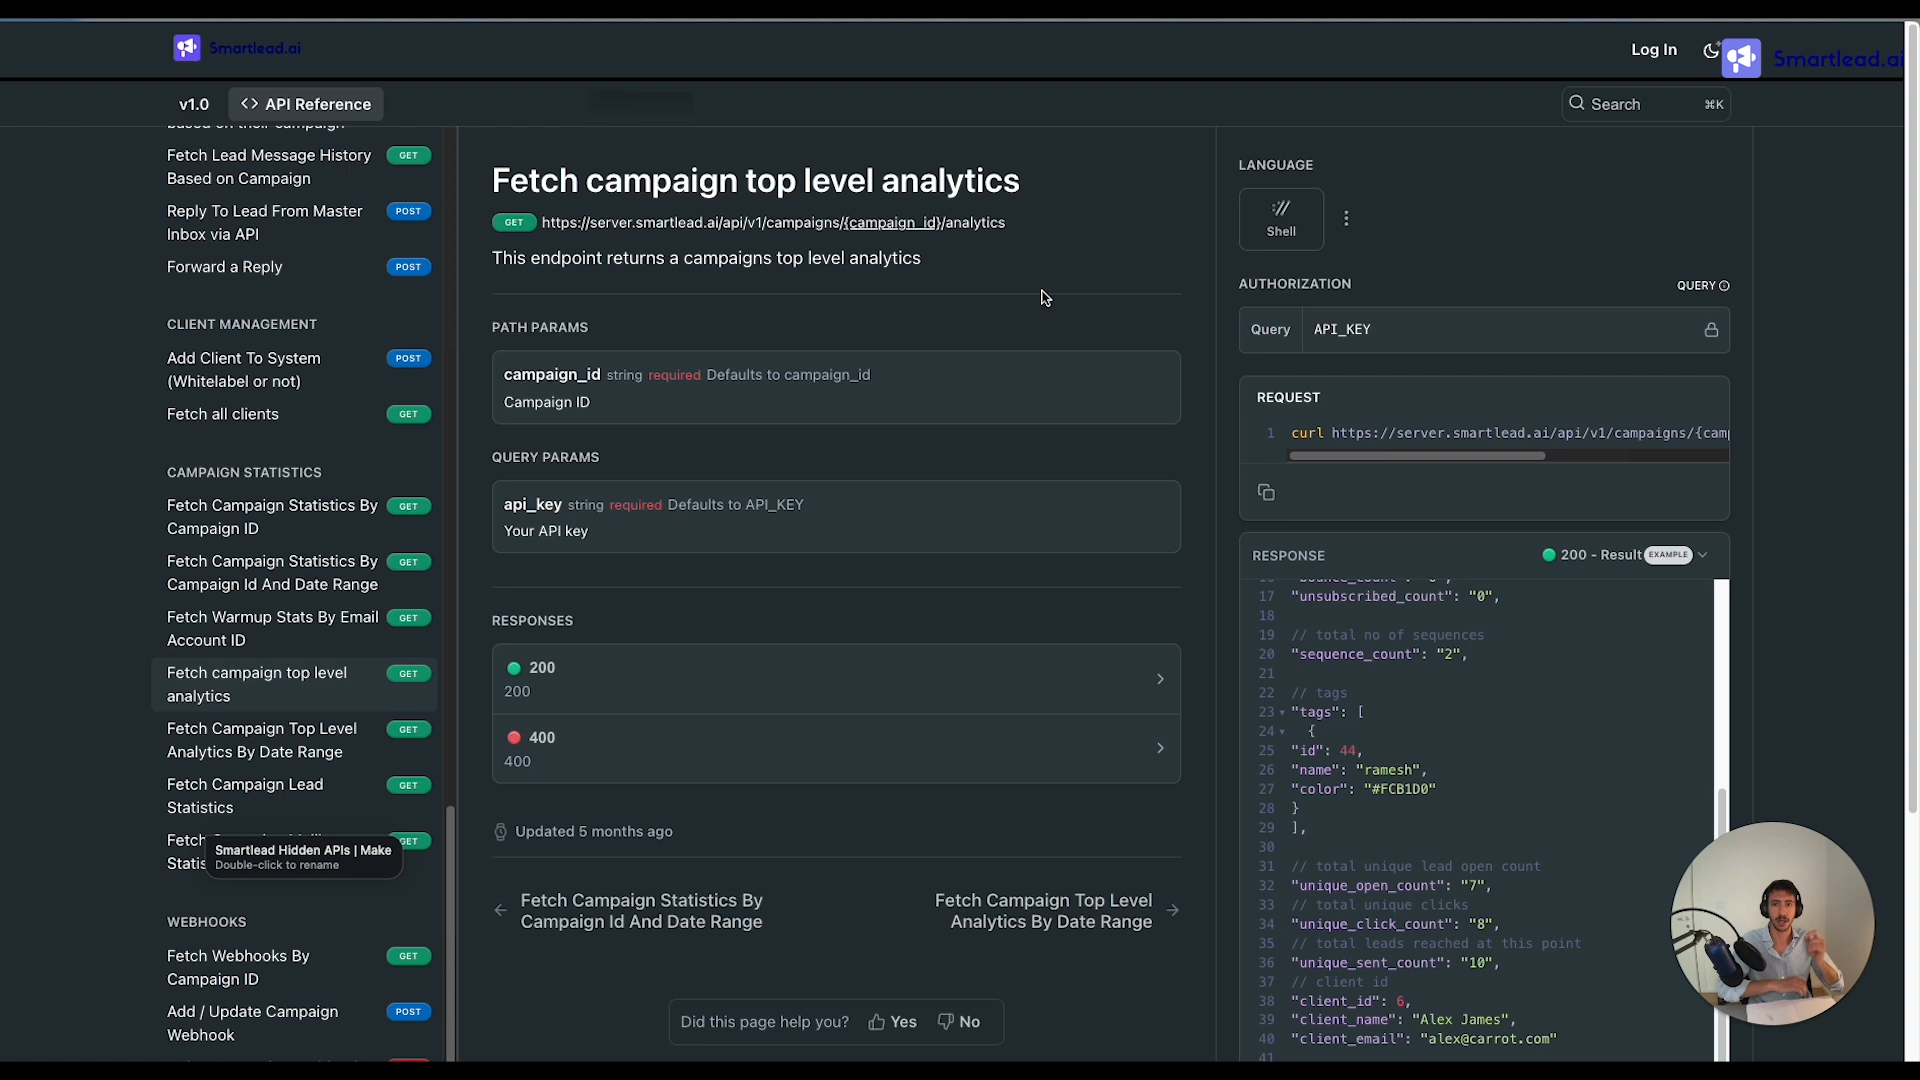 Smartlead.ai
Log In
Smartlead.ai
v1.0
<> API Reference
Search
⌘K
based on their campaign
Fetch Lead Message History
Based on Campaign
GET
Reply To Lead From Master
Inbox via API
POST
Forward a Reply
POST
CLIENT MANAGEMENT
Add Client To System
(Whitelabel or not)
POST
Fetch all clients
GET
CAMPAIGN STATISTICS
Fetch Campaign Statistics By
Campaign ID
GET
Fetch Campaign Statistics By
Campaign Id And Date Range
GET
Fetch Warmup Stats By Email
Account ID
GET
Fetch campaign top level
analytics
GET
Fetch Campaign Top Level
Analytics By Date Range
GET
Fetch Campaign Lead
Statistics
GET
Fetch
Statis
GET
Smartlead Hidden APIs | Make
Double-click to rename
WEBHOOKS
Fetch Webhooks By
Campaign ID
GET
Add / Update Campaign
Webhook
POST
Fetch campaign top level analytics
GET https://server.smartlead.ai/api/v1/campaigns/{campaign_id}/analytics
This endpoint returns a campaigns top level analytics
PATH PARAMS
campaign_id string required Defaults to campaign_id
Campaign ID
QUERY PARAMS
api_key string required Defaults to API_KEY
Your API key
RESPONSES
200
200
400
400
Updated 5 months ago
← Fetch Campaign Statistics By
Campaign Id And Date Range
Fetch Campaign Top Level →
Analytics By Date Range
Did this page help you? Yes No
LANGUAGE
Shell
AUTHORIZATION
QUERY
Query API_KEY
REQUEST
1 curl https://server.smartlead.ai/api/v1/campaigns/{camp
RESPONSE
200 - Result EXAMPLE
16 "bounce_count": "0",
17 "unsubscribed_count": "0",
18
19 // total no of sequences
20 "sequence_count": "2",
21
22 // tags
23 "tags": [
24 {
25 "id": 44,
26 "name": "ramesh",
27 "color": "#FCB1D0"
28 }
29 ],
30
31 // total unique lead open count
32 "unique_open_count": "7",
33 // total unique clicks
34 "unique_click_count": "8",
35 // total leads reached at this point
36 "unique_sent_count": "10",
37 // client id
38 "client_id": 6,
39 "client_name": "Alex James",
40 "client_email": "alex@carrot.com"
41